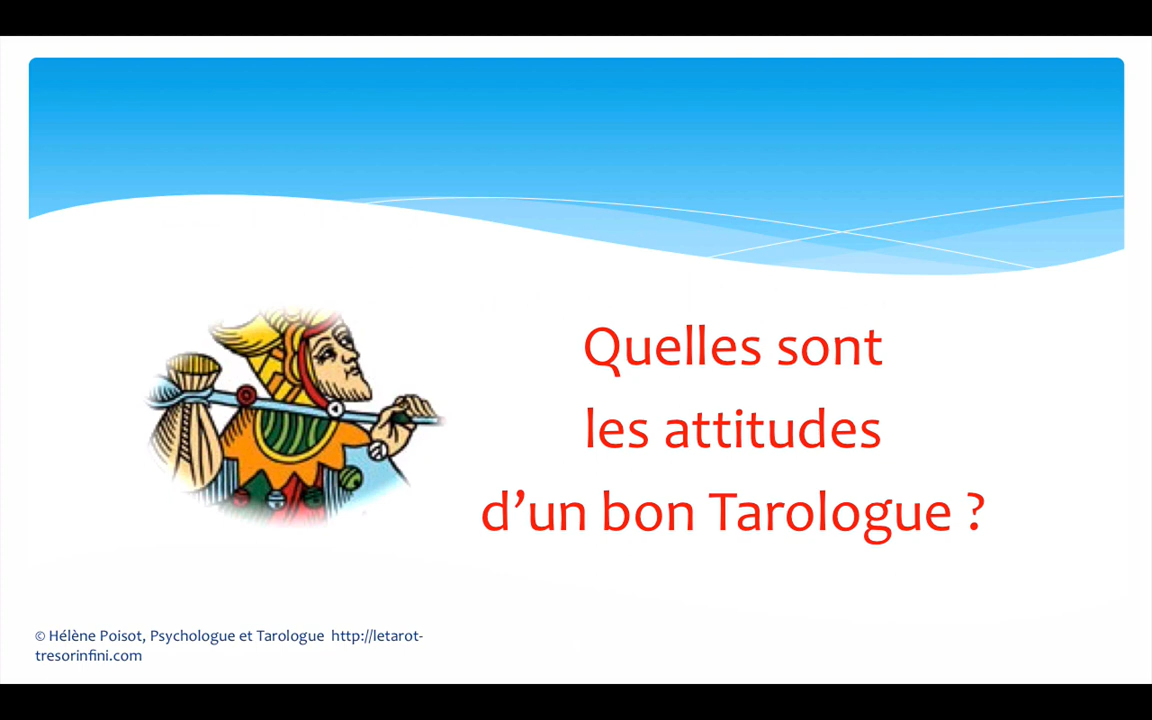 Quelles sont
les attitudes
d’un bon Tarologue ?
© Hélène Poisot, Psychologue et Tarologue http://letarot-
tresorinfini.com